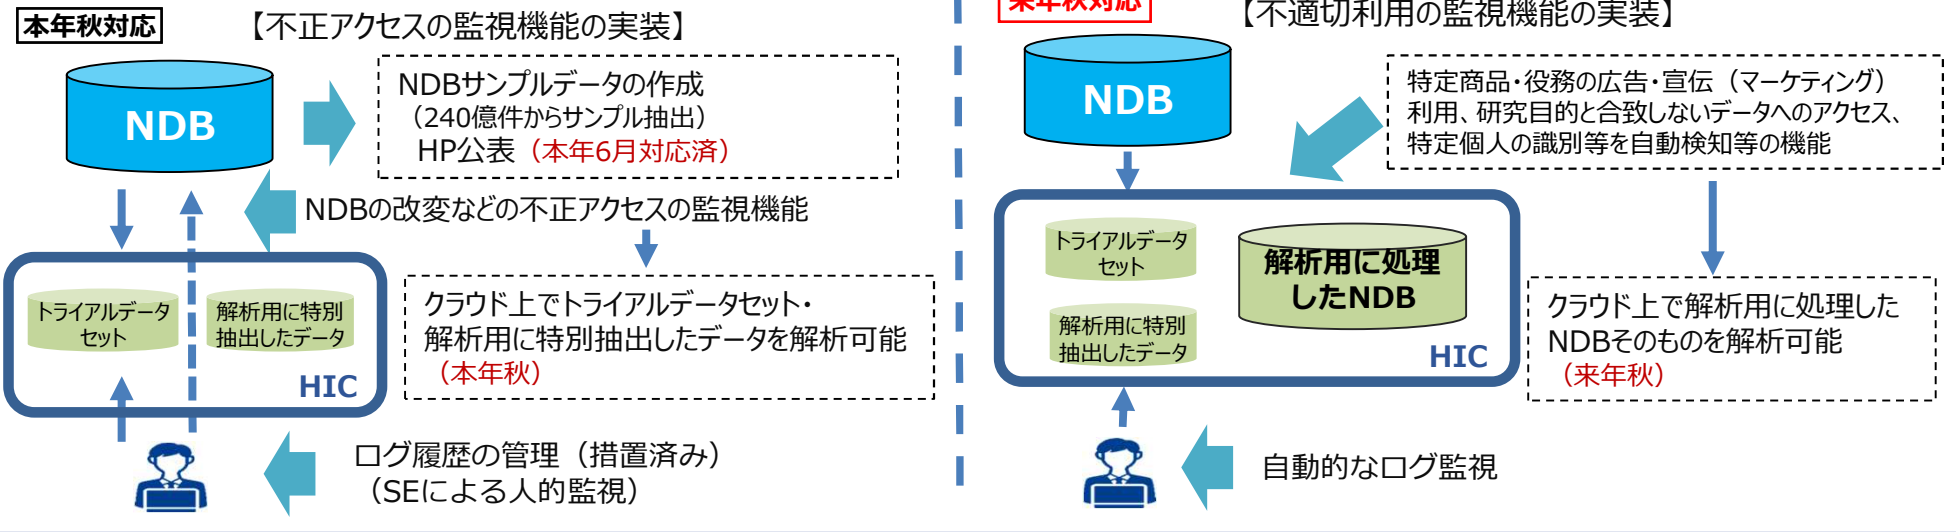 本年秋対応
【不正アクセスの監視機能の実装】
NDB
NDBサンプルデータの作成
（240億件からサンプル抽出）
HP公表（本年6月対応済）
NDBの改変などの不正アクセスの監視機能
トライアルデータ
セット
解析用に特別
抽出したデータ
HIC
クラウド上でトライアルデータセット・
解析用に特別抽出したデータを解析可能
（本年秋）
ログ履歴の管理（措置済み）
（SEによる人的監視）
来年秋対応
【不適切利用の監視機能の実装】
NDB
特定商品・役務の広告・宣伝（マーケティング）
利用、研究目的と合致しないデータへのアクセス、
特定個人の識別等を自動検知等の機能
トライアルデータ
セット
解析用に処理
したNDB
解析用に特別
抽出したデータ
HIC
クラウド上で解析用に処理した
NDBそのものを解析可能
（来年秋）
自動的なログ監視